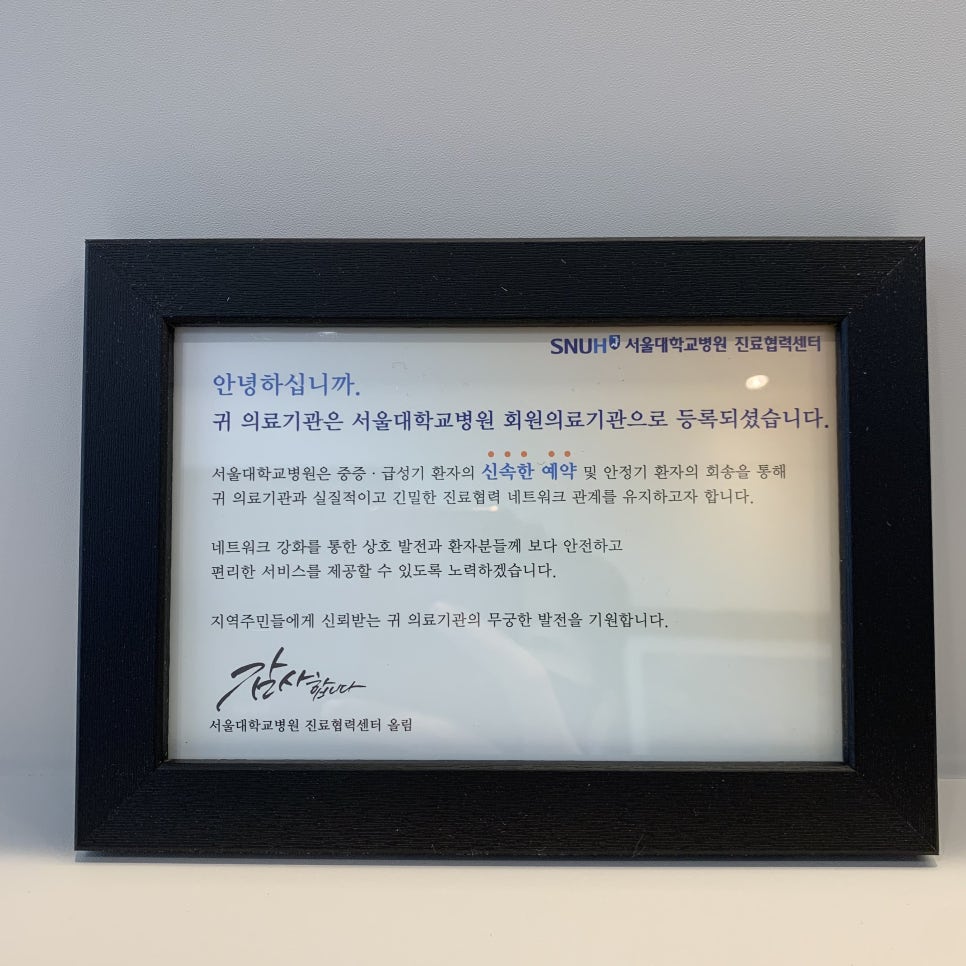 SNUH 서울대학교병원 진료협력센터
안녕하십니까.
귀 의료기관은 서울대학교병원 회원의료기관으로 등록되셨습니다.
서울대학교병원은 중증 · 급성기 환자의 신속한 예약 및 안정기 환자의 회송을 통해
귀 의료기관과 실질적이고 긴밀한 진료협력 네트워크 관계를 유지하고자 합니다.
네트워크 강화를 통한 상호 발전과 환자분들께 보다 안전하고
편리한 서비스를 제공할 수 있도록 노력하겠습니다.
지역주민들에게 신뢰받는 귀 의료기관의 무궁한 발전을 기원합니다.
감사합니다
서울대학교병원 진료협력센터 올림